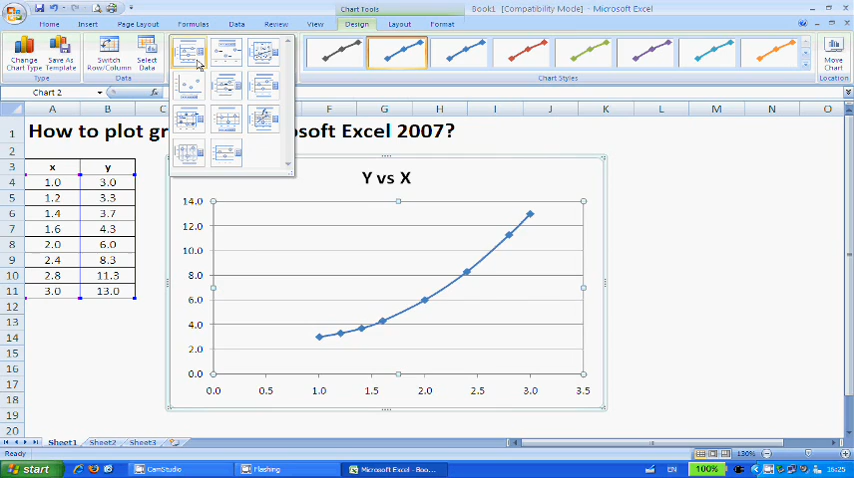 Chart Tools
Book1 [Compatibility Mode] - Microsoft Excel
Home Insert Page Layout Formulas Data Review View Design Layout Format
Change Chart Type Save As Template Switch Row/Column Select Data Move Chart
Type Data Chart Styles Location
Chart 2 fx
A B C F G H I J K L M N O
1 How to plot gr osoft Excel 2007?
2
3 x y
Y vs X
4 1.0 3.0
5 1.2 3.3
6 1.4 3.7
7 1.6 4.3
8 2.0 6.0
9 2.4 8.3
10 2.8 11.3
11 3.0 13.0
12
13
14
15
16
17
18
19
20
14.0
12.0
10.0
8.0
6.0
4.0
2.0
0.0
0.0 0.5 1.0 1.5 2.0 2.5 3.0 3.5
Sheet1 Sheet2 Sheet3
Ready 130%
start CamStudio Flashing Microsoft Excel - Boo... EN 100% 16:25